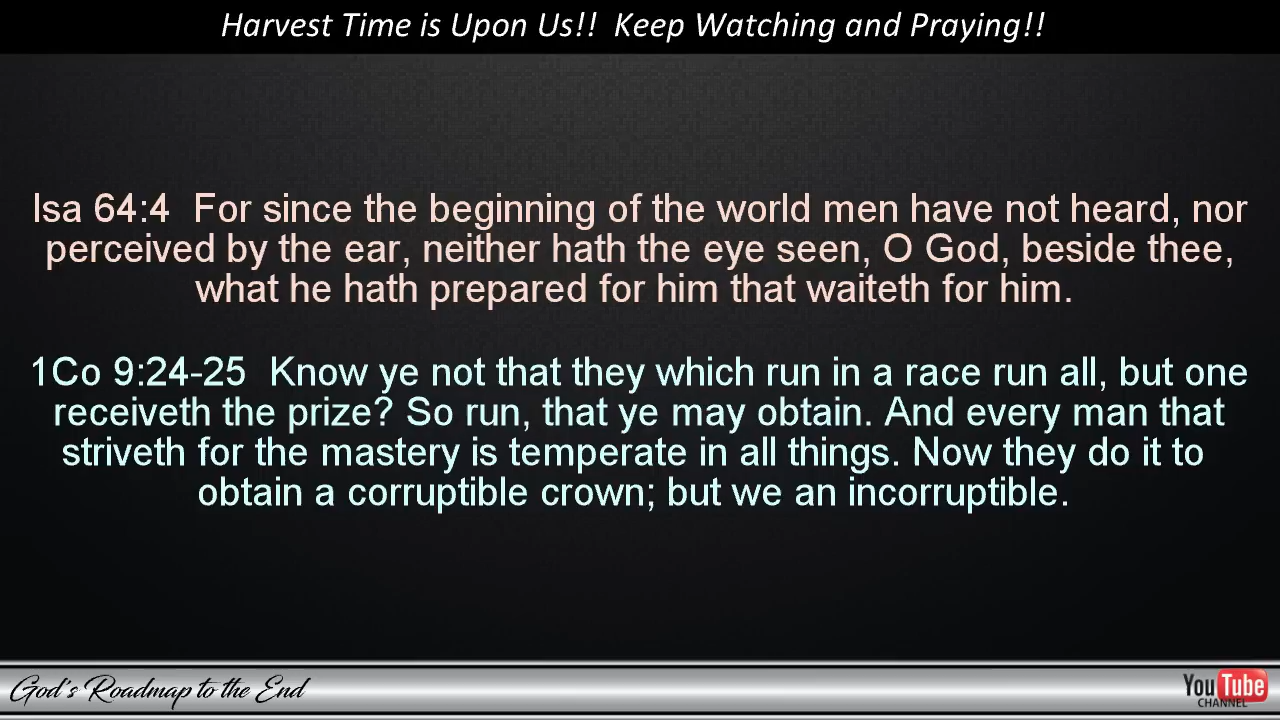 Harvest Time is Upon Us!!  Keep Watching and Praying!!
Isa 64:4  For since the beginning of the world men have not heard, nor
perceived by the ear, neither hath the eye seen, O God, beside thee,
what he hath prepared for him that waiteth for him.
1Co 9:24-25  Know ye not that they which run in a race run all, but one
receiveth the prize? So run, that ye may obtain. And every man that
striveth for the mastery is temperate in all things. Now they do it to
obtain a corruptible crown; but we an incorruptible.
God's Roadmap to the End
YouTube
CHANNEL